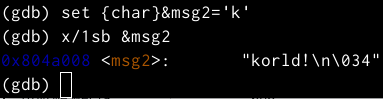 (gdb) set {char}&msg2='k'
(gdb) x/1sb &msg2
0x804a008 <msg2>:	"korld!\n\034"
(gdb)